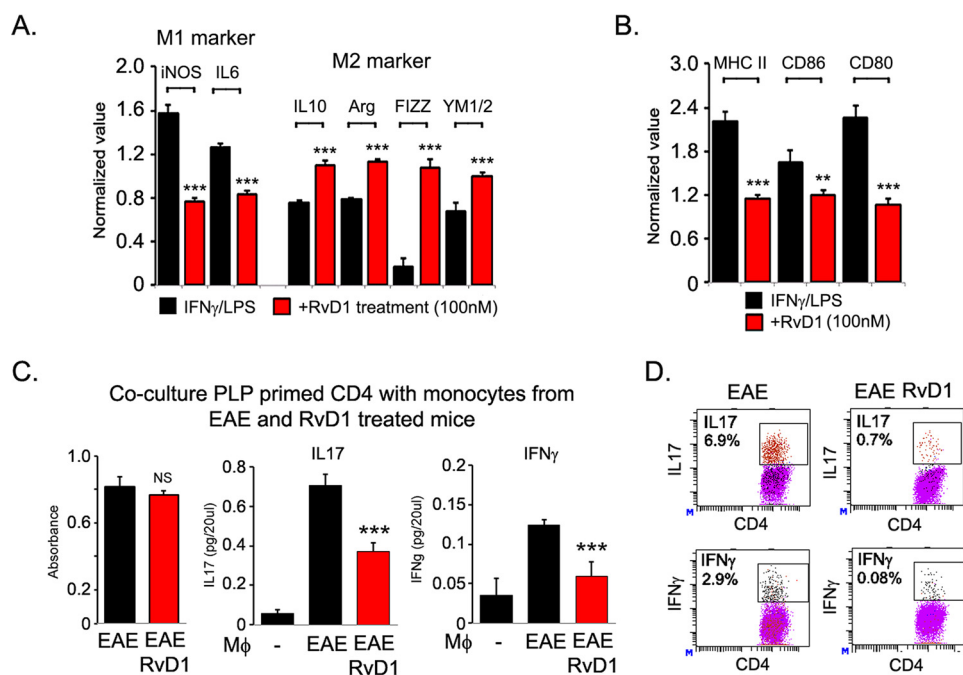 A.
M1 marker
M2 marker
iNOS IL6
IL10 Arg FIZZ YM1/2
Normalized value
2.0
1.6
1.2
0.8
0.4
0
*** *** *** *** *** ***
IFNγ/LPS +RvD1 treatment (100nM)
B.
MHC II CD86 CD80
Normalized value
3.0
2.4
1.8
1.2
0.6
0
*** ** ***
IFNγ/LPS
+RvD1 (100nM)
C.
Co-culture PLP primed CD4 with monocytes from
EAE and RvD1 treated mice
Absorbance
1.0
0.8
0.4
0.0
NS
EAE EAE
RvD1
IL17
IL17 (pg/20ul)
0.8
0.6
0.4
0.2
0
***
Mϕ - EAE EAE
RvD1
IFNγ
IFNg (pg/20ul)
0.2
0.15
0.1
0.05
0
***
Mϕ - EAE EAE
RvD1
D.
EAE EAE RvD1
IL17
6.9%
IL17
M
CD4
IL17
0.7%
IL17
M
CD4
IFNγ
2.9%
IFNγ
M
CD4
IFNγ
0.08%
IFNγ
M
CD4